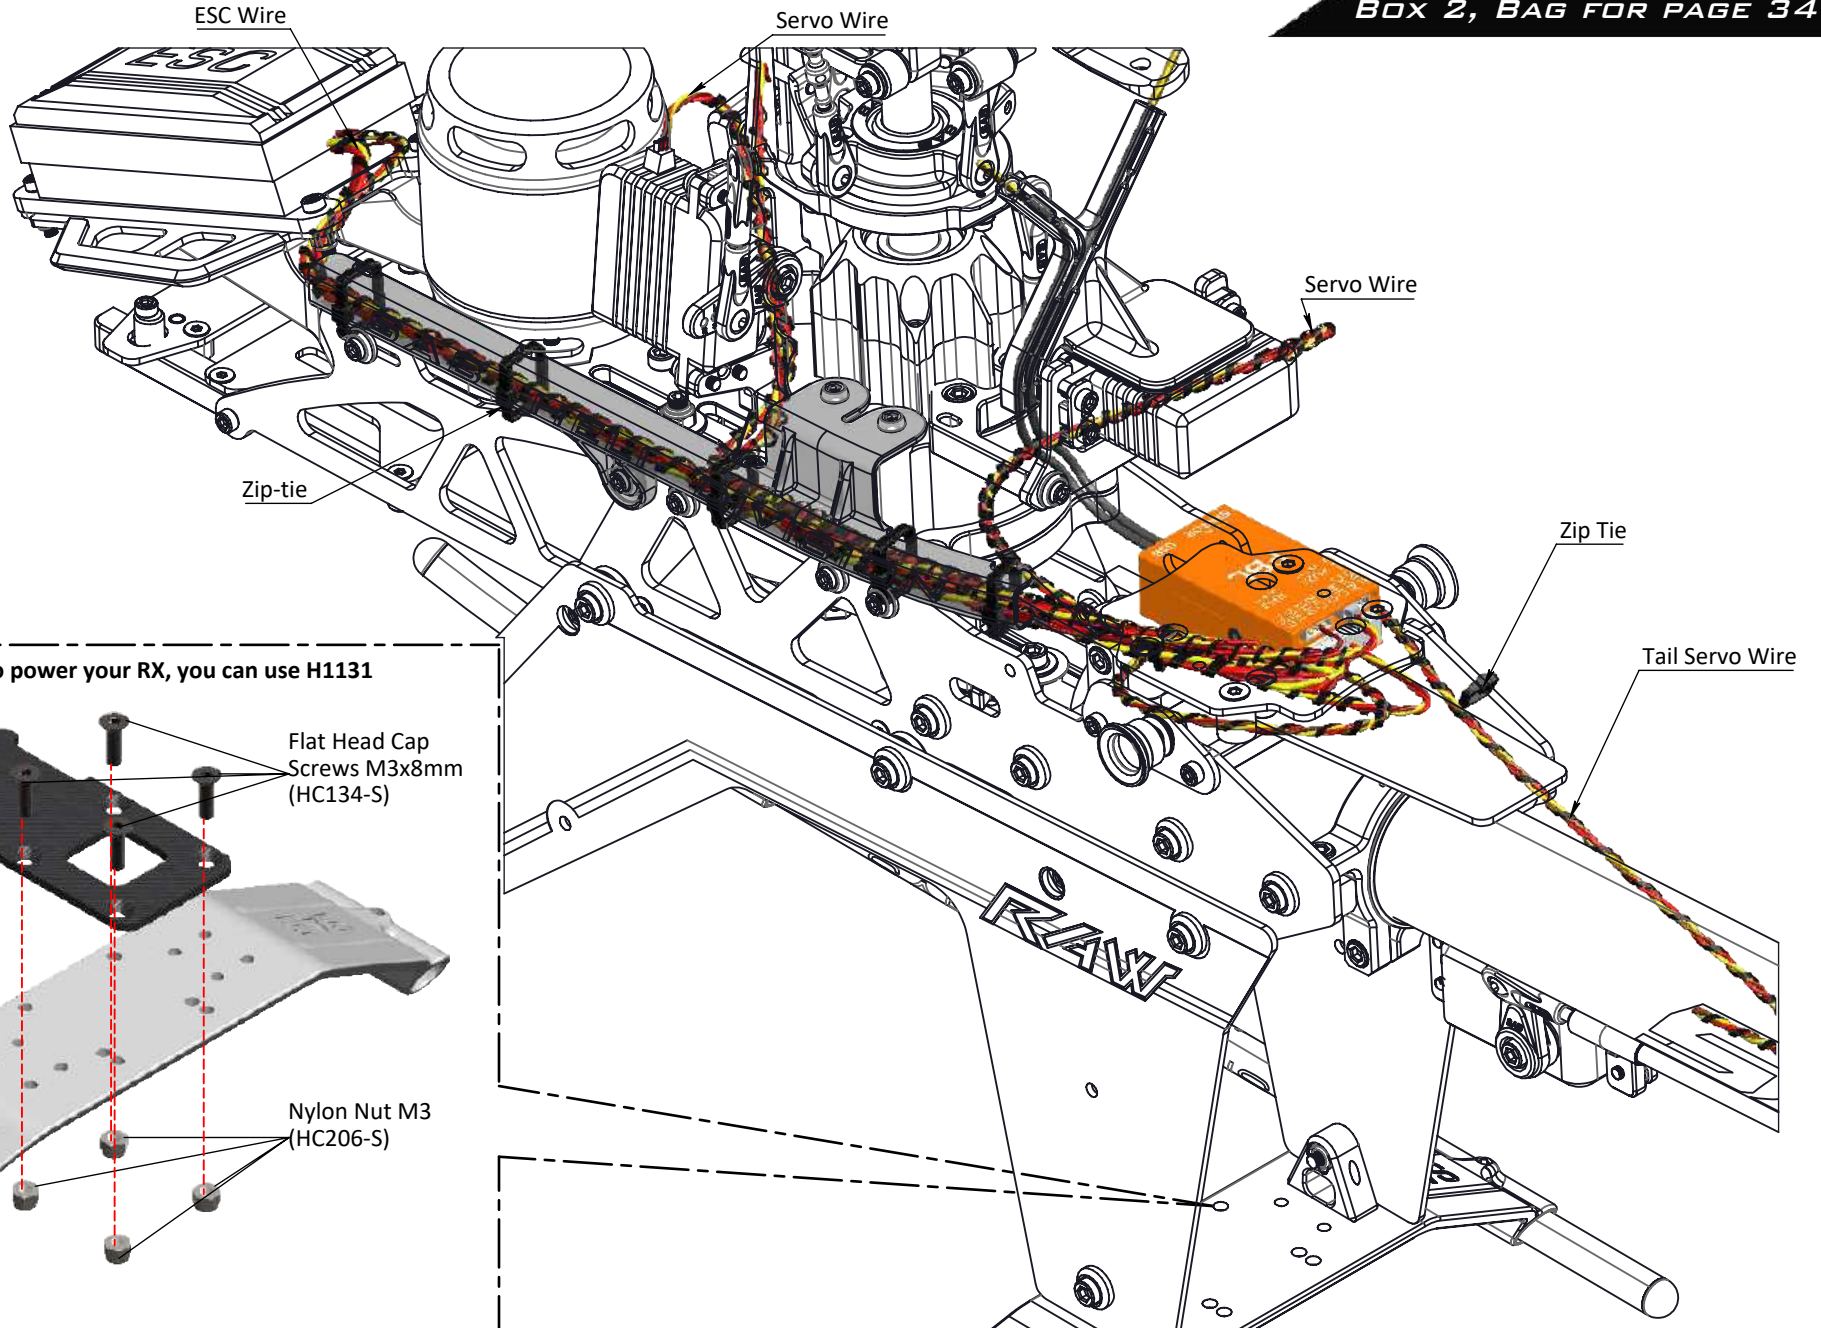 BOX 2, BAG FOR PAGE 34
ESC Wire
Servo Wire
ESC
Servo Wire
Zip-tie
Zip Tie
Tail Servo Wire
power your RX, you can use H1131
Flat Head Cap
Screws M3x8mm
(HC134-S)
Nylon Nut M3
(HC206-S)
RAW